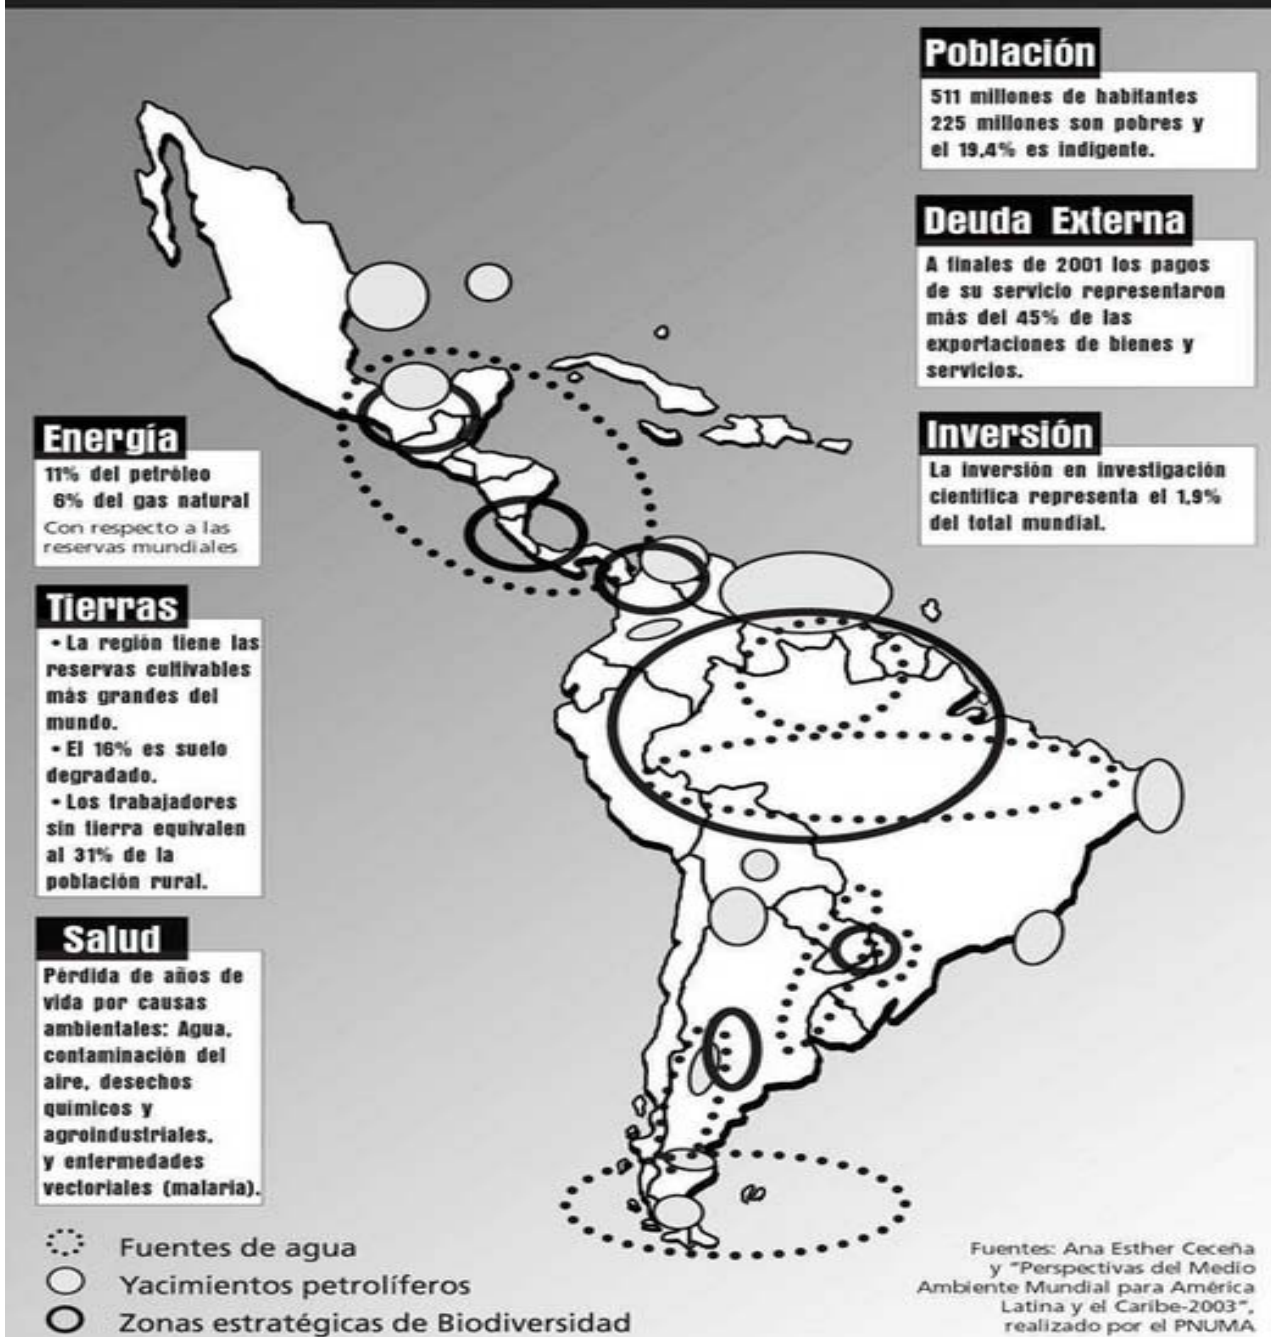 Población
511 millones de habitantes
225 millones son pobres y
el 19,4% es indigente.
Deuda Externa
A finales de 2001 los pagos
de su servicio representaron
más del 45% de las
exportaciones de bienes y
servicios.
Inversión
La inversión en investigación
científica representa el 1,9%
del total mundial.
Energía
11% del petróleo
6% del gas natural
Con respecto a las
reservas mundiales
Tierras
• La región tiene las
reservas cultivables
más grandes del
mundo.
• El 16% es suelo
degradado.
• Los trabajadores
sin tierra equivalen
al 31% de la
población rural.
Salud
Pérdida de años de
vida por causas
ambientales: Agua,
contaminación del
aire, desechos
químicos y
agroindustriales,
y enfermedades
vectoriales (malaria).
Fuentes de agua
Yacimientos petrolíferos
Zonas estratégicas de Biodiversidad
Fuentes: Ana Esther Ceceña
y "Perspectivas del Medio
Ambiente Mundial para América
Latina y el Caribe-2003",
realizado por el PNUMA